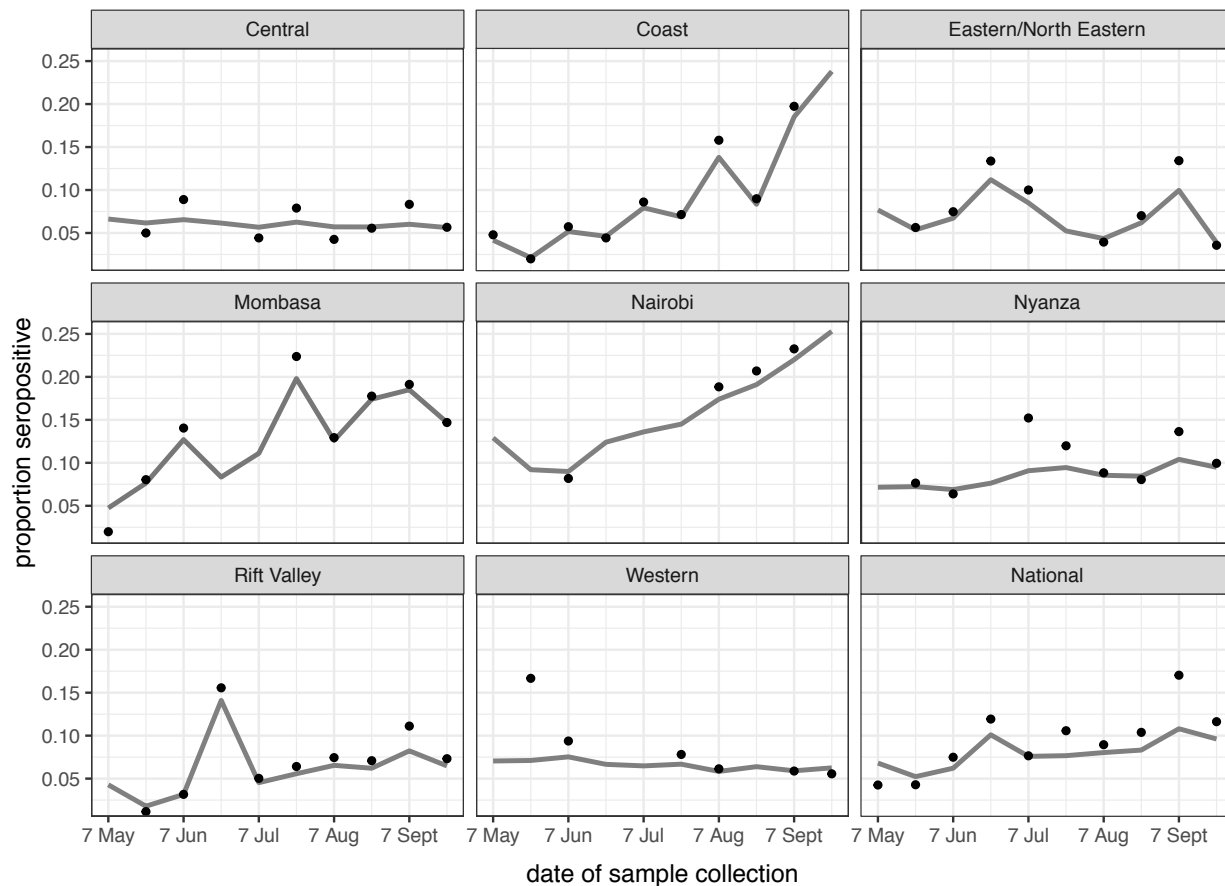 Central
Coast
Eastern/North Eastern
0.25
0.20
0.15
0.10
0.05
Mombasa
Nairobi
Nyanza
0.25
0.20
0.15
0.10
0.05
proportion seropositive
Rift Valley
Western
National
0.25
0.20
0.15
0.10
0.05
7 May 7 Jun 7 Jul 7 Aug 7 Sept
7 May 7 Jun 7 Jul 7 Aug 7 Sept
7 May 7 Jun 7 Jul 7 Aug 7 Sept
date of sample collection